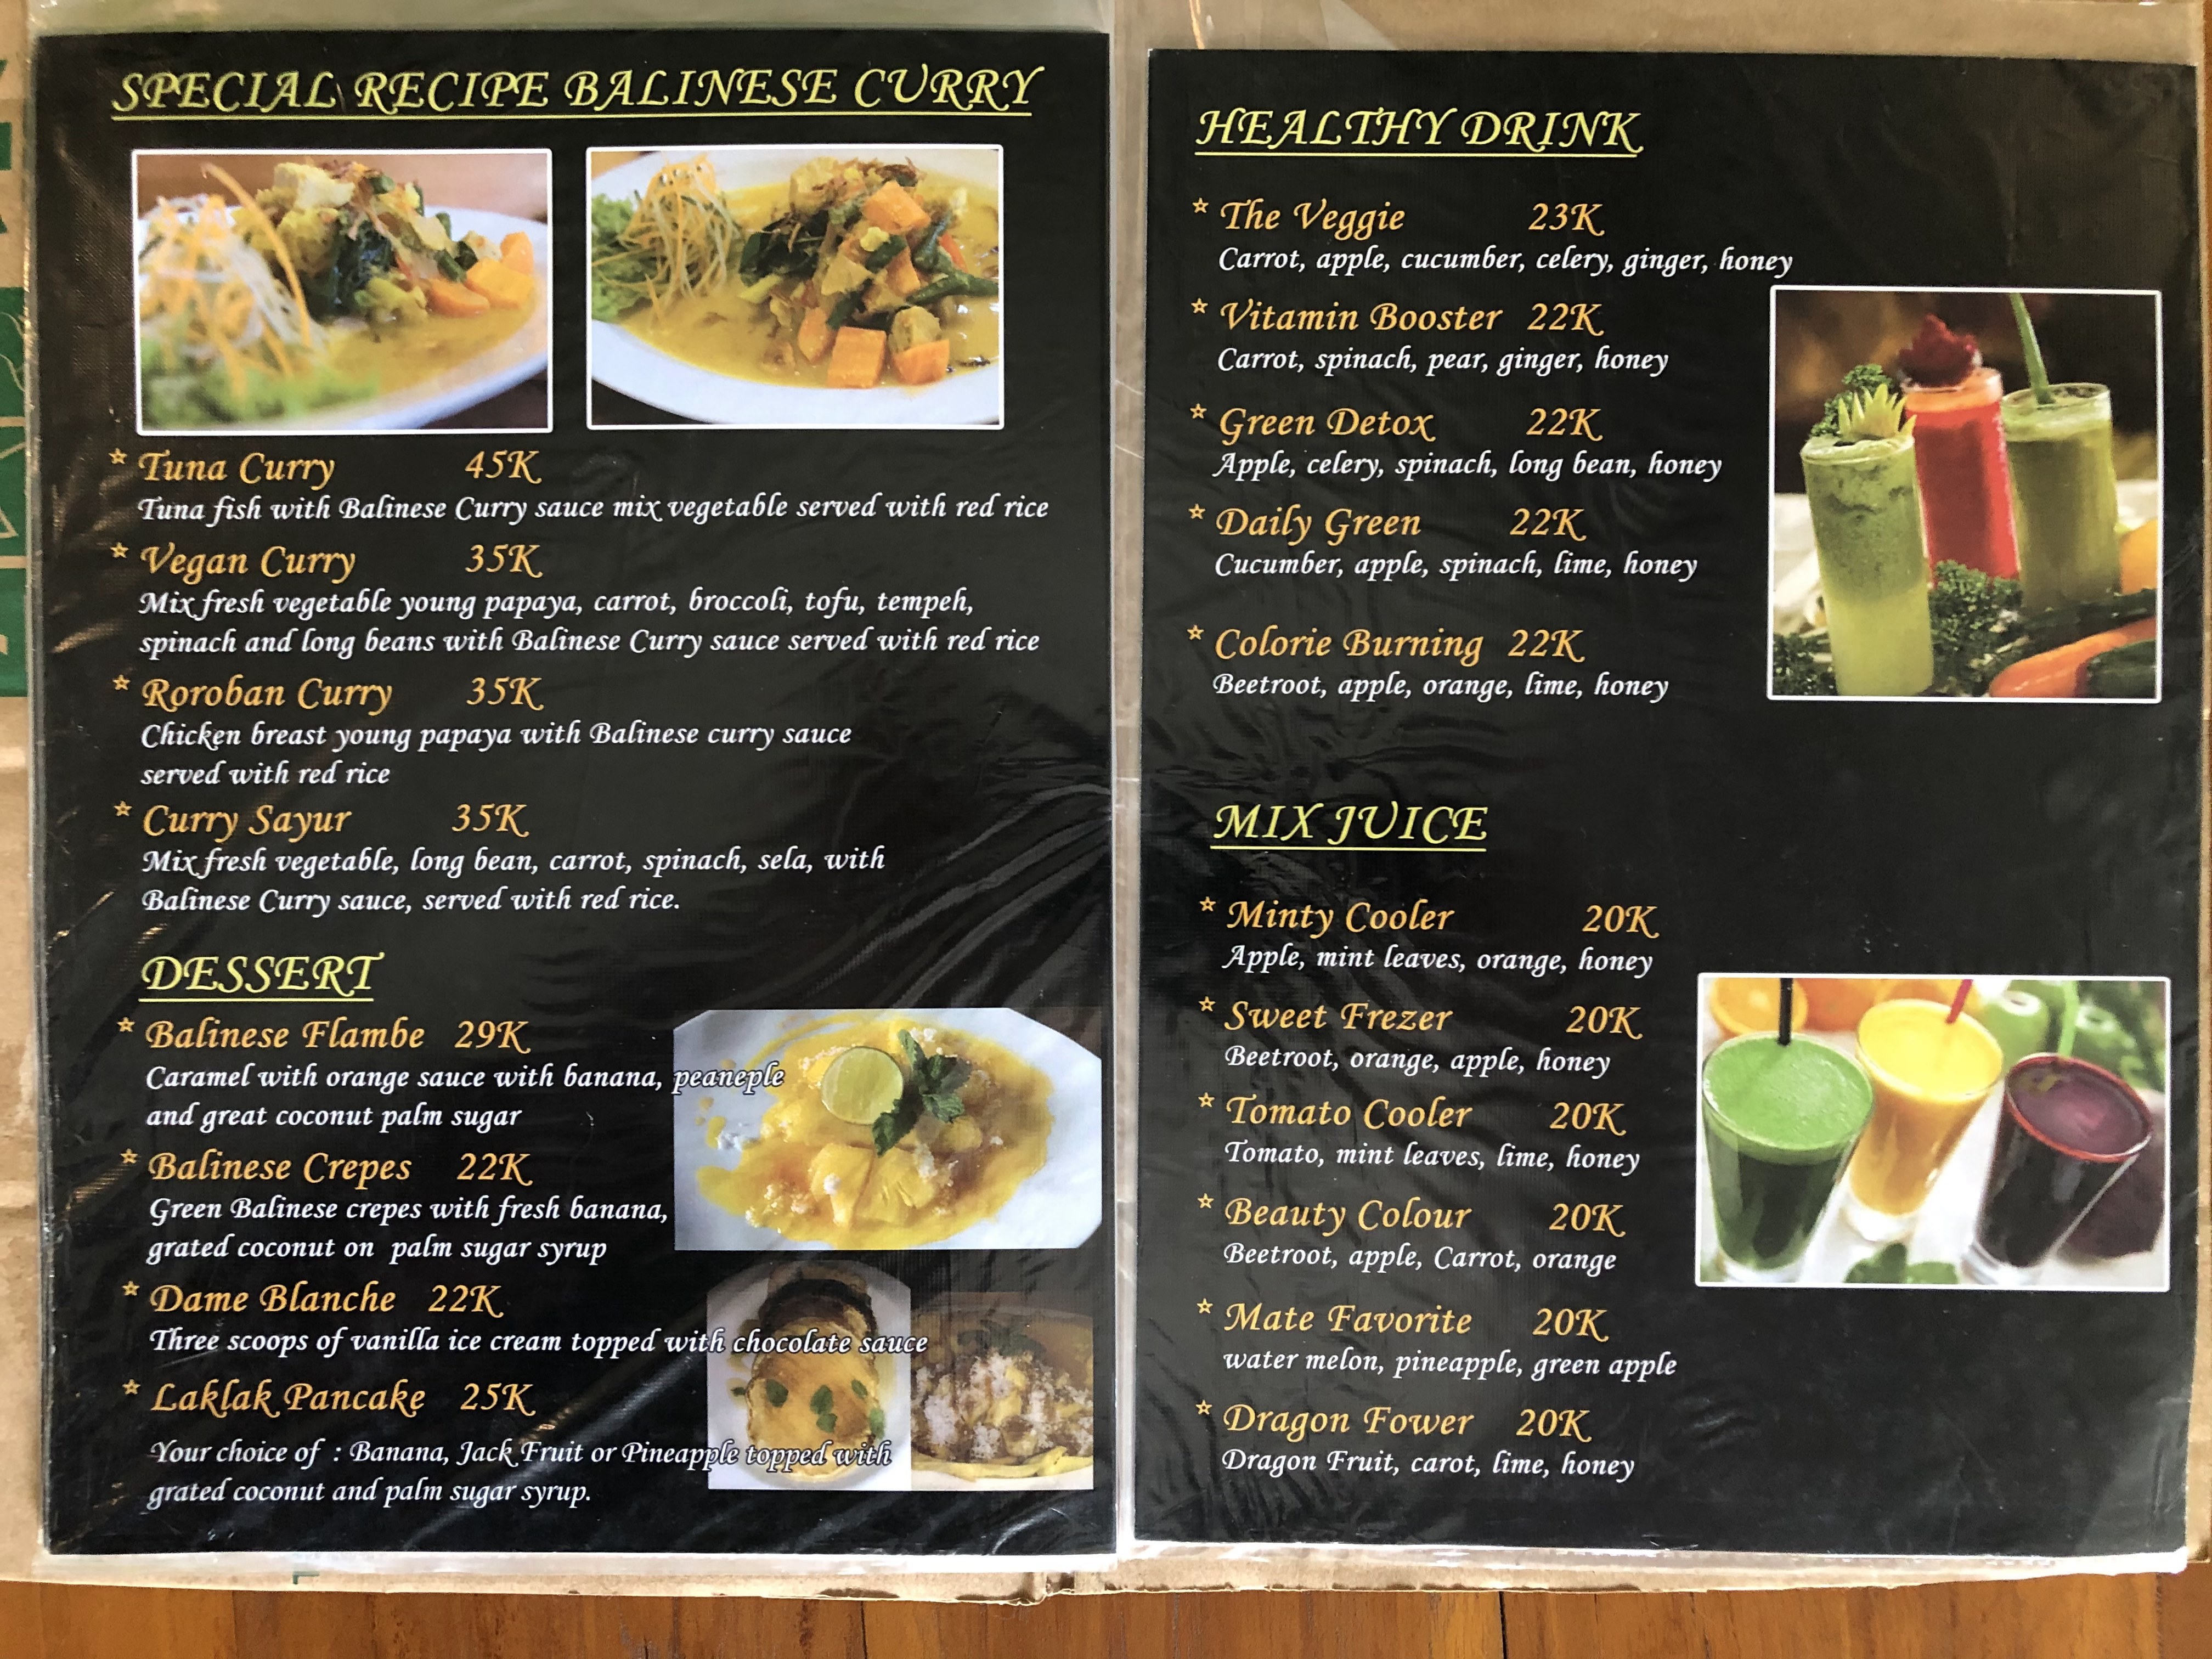 SPECIAL RECIPE BALINESE CURRY
* Tuna Curry 45K
Tuna fish with Balinese Curry sauce mix vegetable served with red rice
* Vegan Curry 35K
Mix fresh vegetable young papaya, carrot, broccoli, tofu, tempeh,
spinach and long beans with Balinese Curry sauce served with red rice
* Roroban Curry 35K
Chicken breast young papaya with Balinese curry sauce
served with red rice
* Curry Sayur 35K
Mix fresh vegetable, long bean, carrot, spinach, sela, with
Balinese Curry sauce, served with red rice.
DESSERT
* Balinese Flambe 29K
Caramel with orange sauce with banana, peaneple
and great coconut palm sugar
* Balinese Crepes 22K
Green Balinese crepes with fresh banana,
grated coconut on palm sugar syrup
* Dame Blanche 22K
Three scoops of vanilla ice cream topped with chocolate sauce
* Laklak Pancake 25K
Your choice of : Banana, Jack Fruit or Pineapple topped with
grated coconut and palm sugar syrup.
HEALTHY DRINK
* The Veggie 23K
Carrot, apple, cucumber, celery, ginger, honey
* Vitamin Booster 22K
Carrot, spinach, pear, ginger, honey
* Green Detox 22K
Apple, celery, spinach, long bean, honey
* Daily Green 22K
Cucumber, apple, spinach, lime, honey
* Colorie Burning 22K
Beetroot, apple, orange, lime, honey
MIX JUICE
* Minty Cooler 20K
Apple, mint leaves, orange, honey
* Sweet Frezer 20K
Beetroot, orange, apple, honey
* Tomato Cooler 20K
Tomato, mint leaves, lime, honey
* Beauty Colour 20K
Beetroot, apple, Carrot, orange
* Mate Favorite 20K
water melon, pineapple, green apple
* Dragon Fower 20K
Dragon Fruit, carot, lime, honey